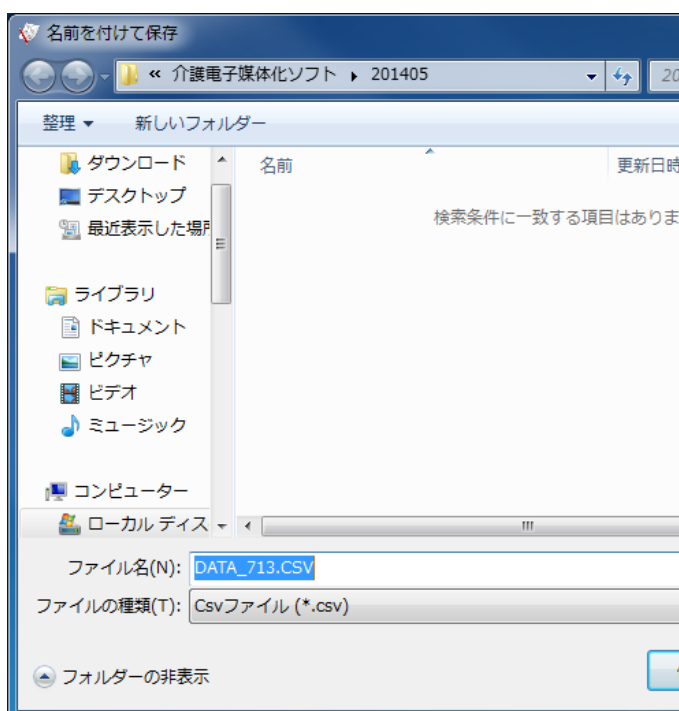 名前を付けて保存
« 介護電子媒体化ソフト ▸ 201405
20
整理 ▼ 新しいフォルダー
ダウンロード
デスクトップ
最近表示した場所
ライブラリ
ドキュメント
ピクチャ
ビデオ
ミュージック
コンピューター
ローカル ディス
名前 更新日時
検索条件に一致する項目はありま
ファイル名(N): DATA_713.CSV
ファイルの種類(T): Csvファイル (*.csv)
フォルダーの非表示